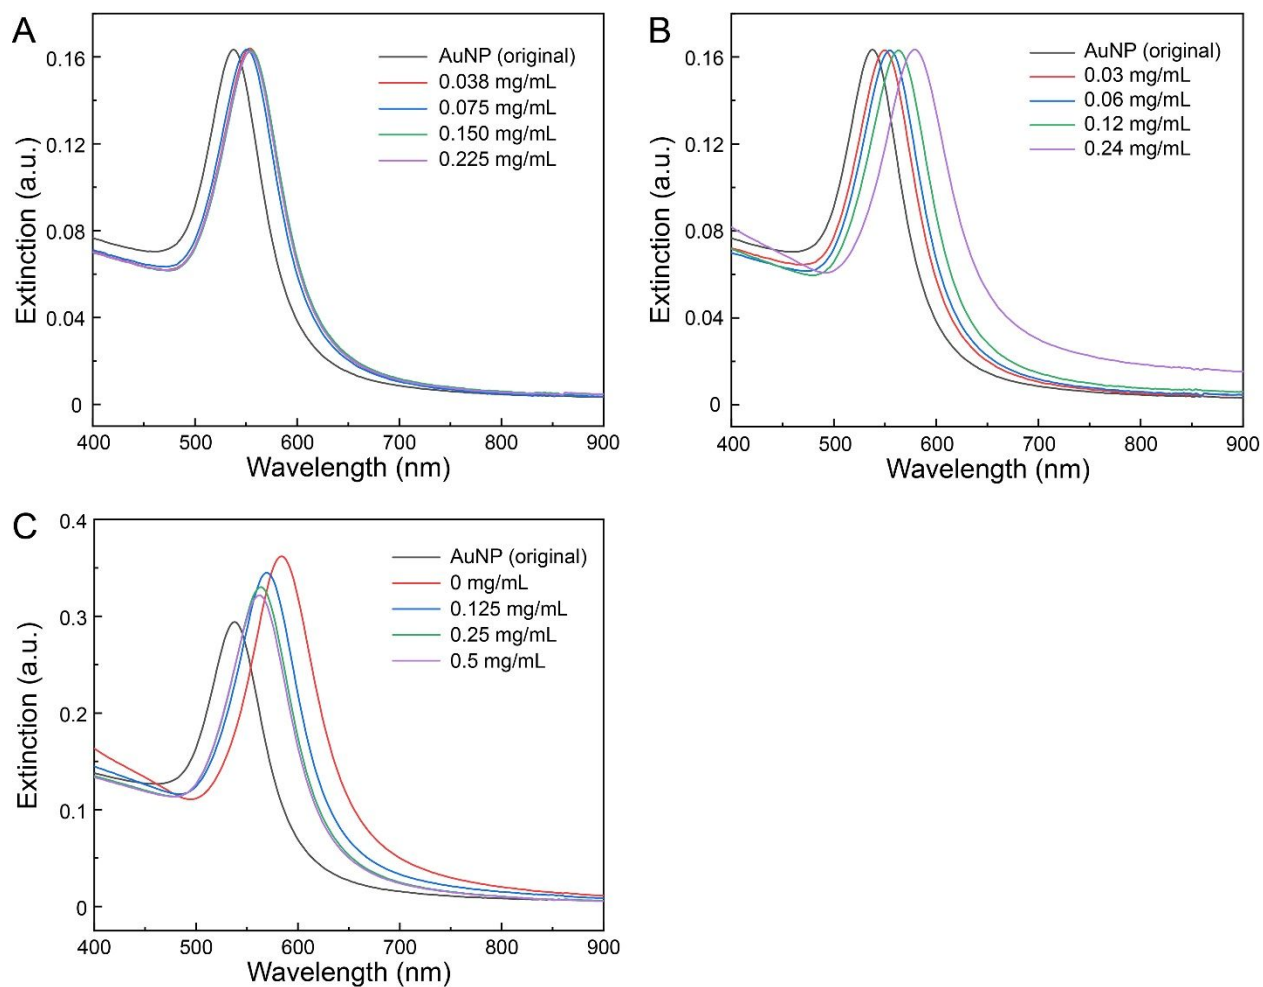 A
Extinction (a.u.)
0.16
0.12
0.08
0.04
0
AuNP (original)
0.038 mg/mL
0.075 mg/mL
0.150 mg/mL
0.225 mg/mL
400 500 600 700 800 900
Wavelength (nm)
B
Extinction (a.u.)
0.16
0.12
0.08
0.04
0
AuNP (original)
0.03 mg/mL
0.06 mg/mL
0.12 mg/mL
0.24 mg/mL
400 500 600 700 800 900
Wavelength (nm)
C
Extinction (a.u.)
0.4
0.3
0.2
0.1
0
AuNP (original)
0 mg/mL
0.125 mg/mL
0.25 mg/mL
0.5 mg/mL
400 500 600 700 800 900
Wavelength (nm)